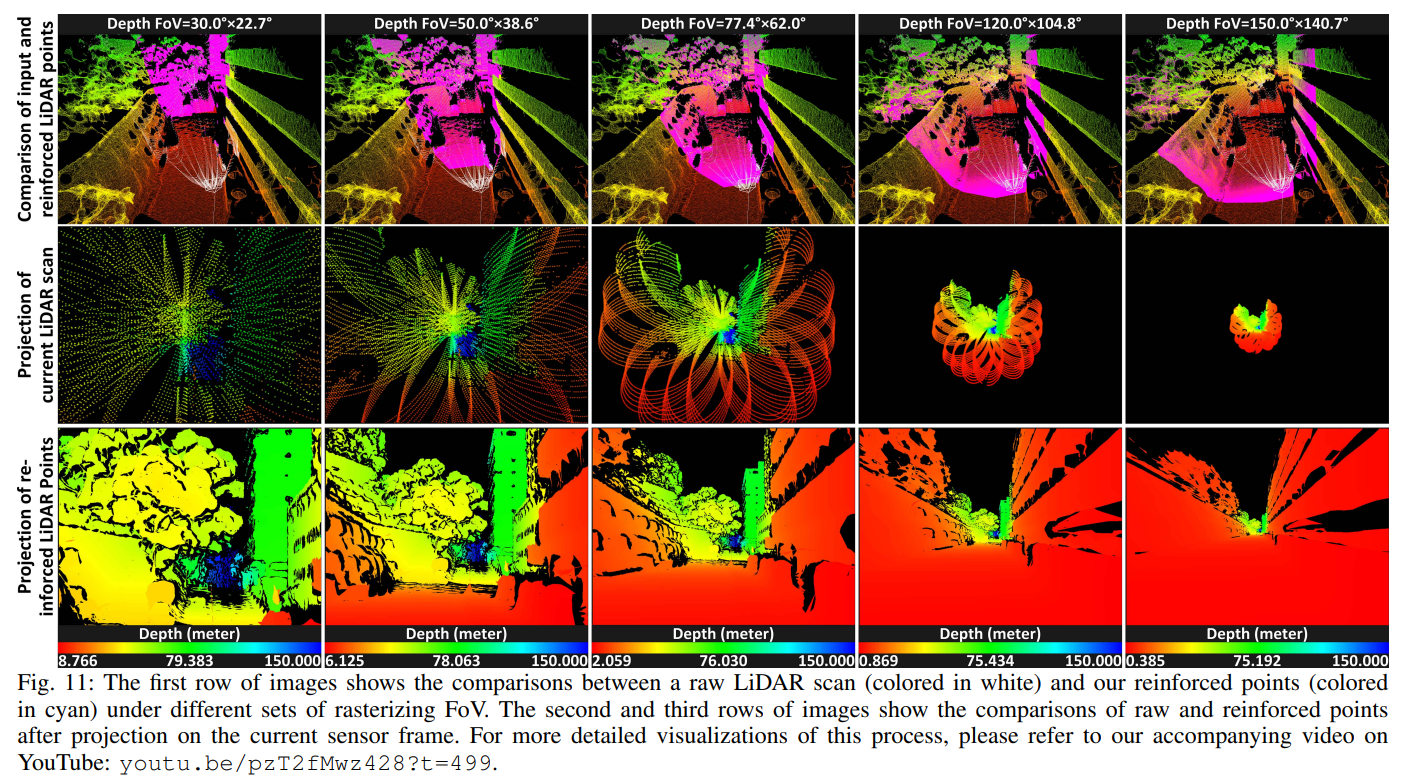 Depth FoV=30.0°×22.7°
Depth FoV=50.0°×38.6°
Depth FoV=77.4°×62.0°
Depth FoV=120.0°×104.8°
Depth FoV=150.0°×140.7°
Comparison of input and
reinforced LiDAR points
Projection of
current LiDAR scan
Projection of re-
inforced LiDAR Points
Depth (meter)
8.766 79.383 150.000
Depth (meter)
6.125 78.063 150.000
Depth (meter)
2.059 76.030 150.000
Depth (meter)
0.869 75.434 150.000
Depth (meter)
0.385 75.192 150.000
Fig. 11: The first row of images shows the comparisons between a raw LiDAR scan (colored in white) and our reinforced points (colored
in cyan) under different sets of rasterizing FoV. The second and third rows of images show the comparisons of raw and reinforced points
after projection on the current sensor frame. For more detailed visualizations of this process, please refer to our accompanying video on
YouTube: youtu.be/pzT2fMwz428?t=499.